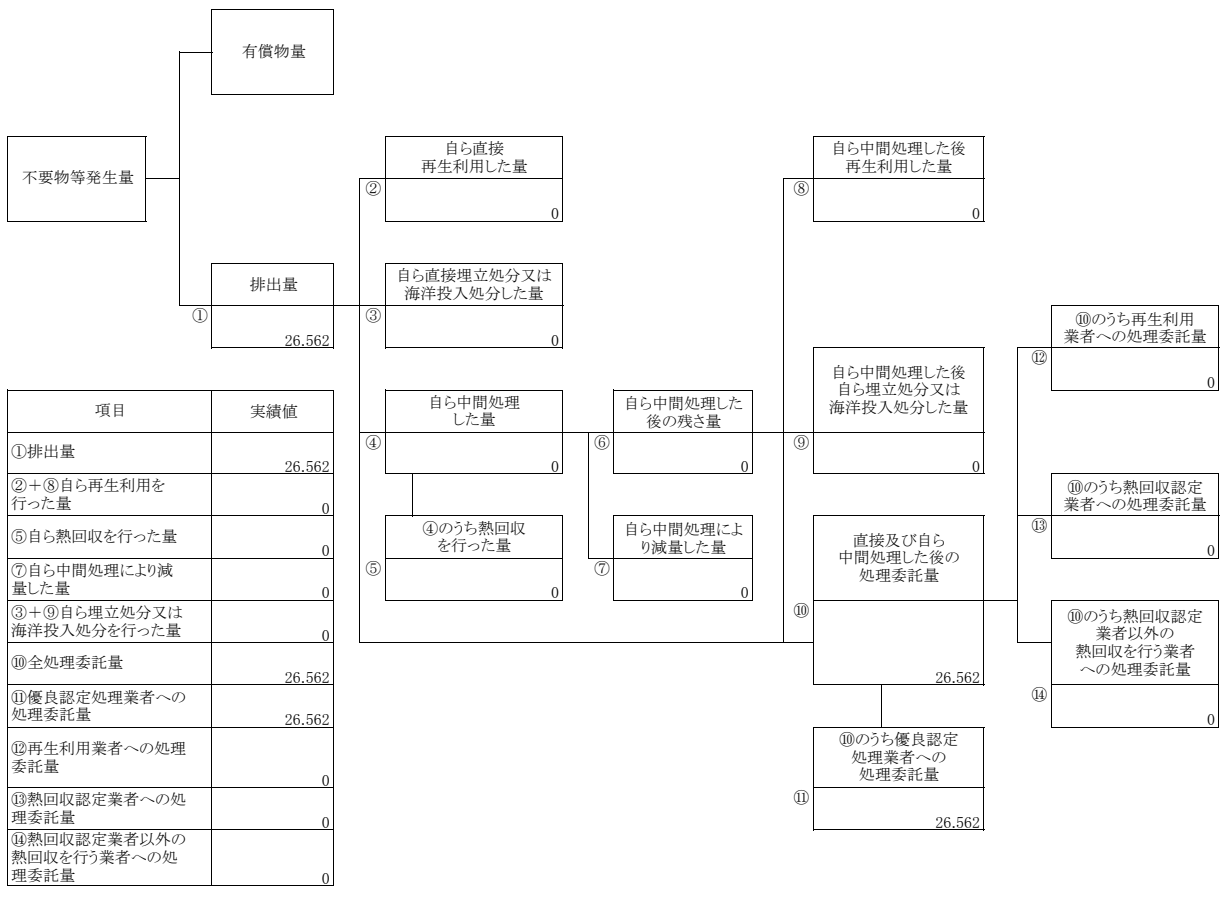 有償物量
不要物等発生量
排出量
①
26.562
自ら直接
再生利用した量
②
0
自ら直接埋立処分又は
海洋投入処分した量
③
0
自ら中間処理
した量
④
0
④のうち熱回収
を行った量
⑤
0
自ら中間処理した
後の残さ量
⑥
0
自ら中間処理によ
り減量した量
⑦
0
自ら中間処理した後
再生利用した量
⑧
0
自ら中間処理した後
自ら埋立処分又は
海洋投入処分した量
⑨
0
直接及び自ら
中間処理した後の
処理委託量
⑩
26.562
⑩のうち優良認定
処理業者への
処理委託量
⑪
26.562
⑩のうち再生利用
業者への処理委託量
⑫
0
⑩のうち熱回収認定
業者への処理委託量
⑬
0
⑩のうち熱回収認定
業者以外の
熱回収を行う業者
への処理委託量
⑭
0
項目 実績値
①排出量
26.562
②＋⑧自ら再生利用を
行った量
0
⑤自ら熱回収を行った量
0
⑦自ら中間処理により減
量した量
0
③＋⑨自ら埋立処分又は
海洋投入処分を行った量
0
⑩全処理委託量
26.562
⑪優良認定処理業者への
処理委託量
26.562
⑫再生利用業者への処理
委託量
0
⑬熱回収認定業者への処
理委託量
0
⑭熱回収認定業者以外の
熱回収を行う業者への処
理委託量
0